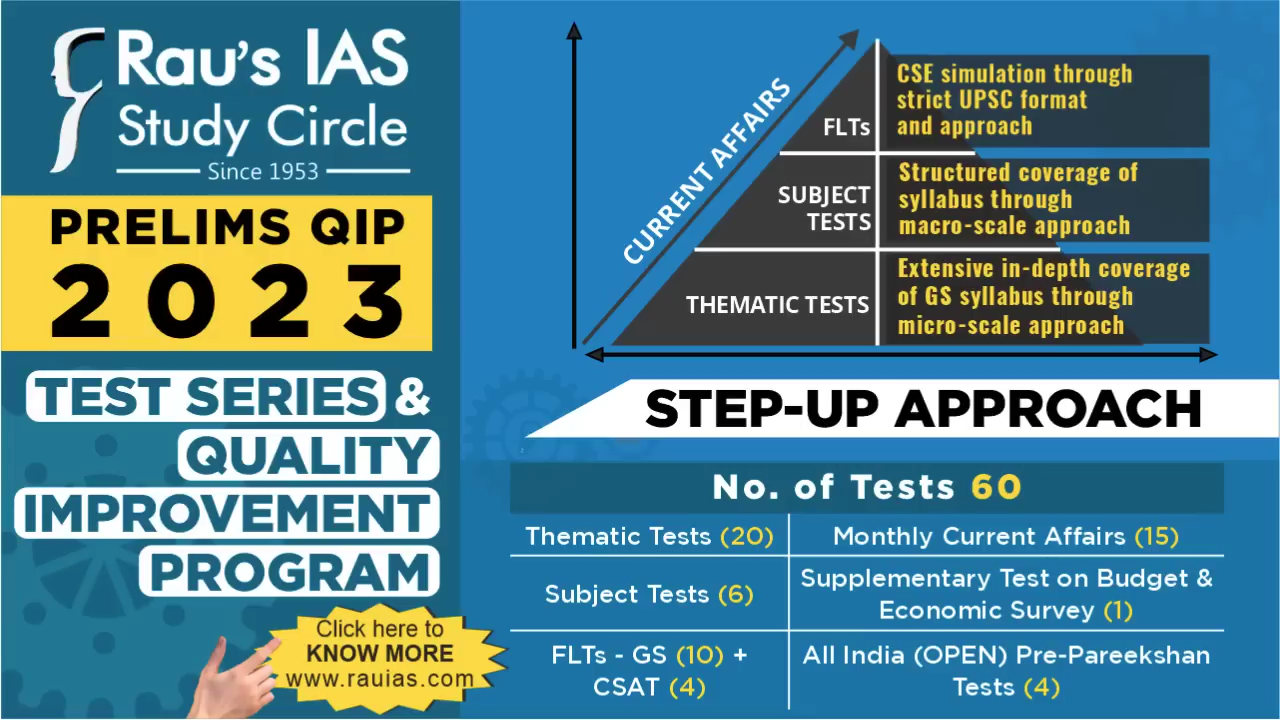 Rau's IAS
Study Circle
Since 1953
PRELIMS QIP
2023
TEST SERIES &
QUALITY
IMPROVEMENT
PROGRAM
Click here to
KNOW MORE
www.rauias.com
CURRENT AFFAIRS
FLTs
CSE simulation through
strict UPSC format
and approach
SUBJECT
TESTS
Structured coverage of
syllabus through
macro-scale approach
THEMATIC TESTS
Extensive in-depth coverage
of GS syllabus through
micro-scale approach
STEP-UP APPROACH
No. of Tests 60
Thematic Tests (20)
Monthly Current Affairs (15)
Subject Tests (6)
Supplementary Test on Budget &
Economic Survey (1)
FLTs - GS (10) +
CSAT (4)
All India (OPEN) Pre-Pareekshan
Tests (4)